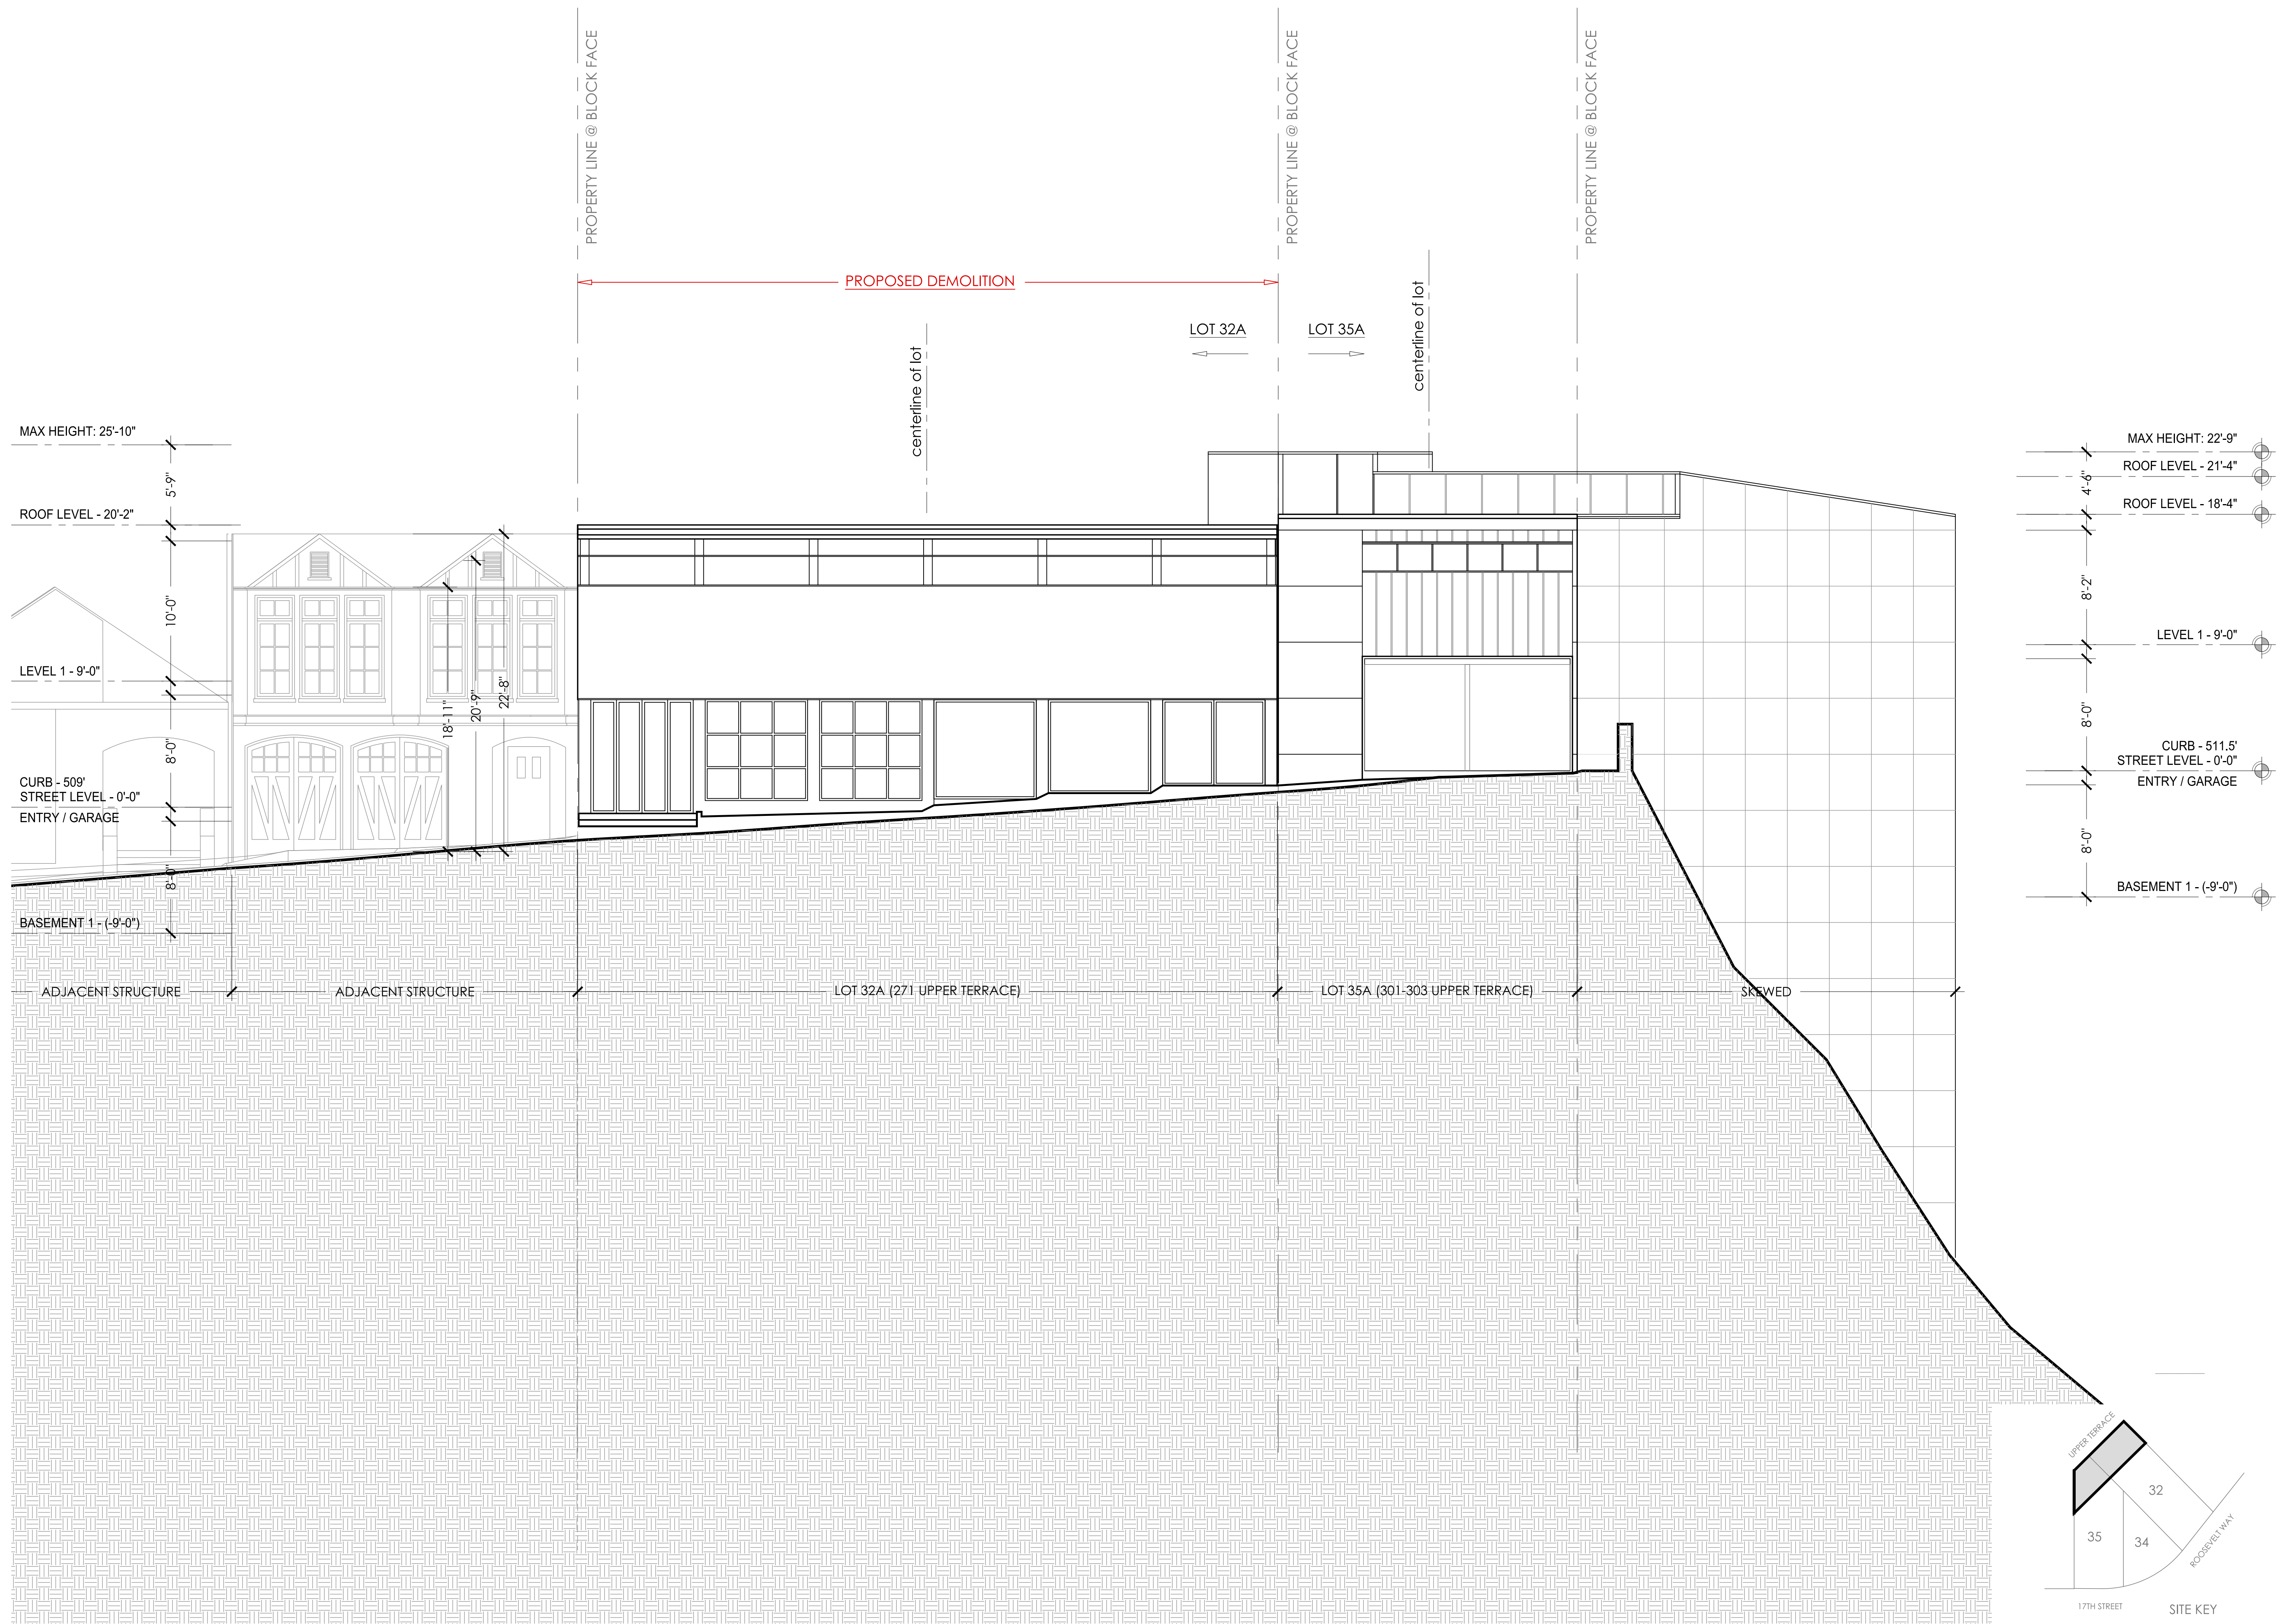 PROPERTY LINE @ BLOCK FACE
PROPERTY LINE @ BLOCK FACE
PROPERTY LINE @ BLOCK FACE
PROPOSED DEMOLITION
LOT 32A
LOT 35A
centerline of lot
centerline of lot
MAX HEIGHT: 25'-10"
5'-9"
ROOF LEVEL - 20'-2"
10'-0"
LEVEL 1 - 9'-0"
8'-0"
CURB - 509'
STREET LEVEL - 0'-0"
ENTRY / GARAGE
8'-0"
BASEMENT 1 - (-9'-0")
18'-11"
20'-9"
22'-8"
MAX HEIGHT: 22'-9"
ROOF LEVEL - 21'-4"
4'-6"
ROOF LEVEL - 18'-4"
8'-2"
LEVEL 1 - 9'-0"
8'-0"
CURB - 511.5'
STREET LEVEL - 0'-0"
ENTRY / GARAGE
8'-0"
BASEMENT 1 - (-9'-0")
ADJACENT STRUCTURE
ADJACENT STRUCTURE
LOT 32A (271 UPPER TERRACE)
LOT 35A (301-303 UPPER TERRACE)
SKEWED
UPPER TERRACE
32
35
34
ROOSEVELT WAY
17TH STREET
SITE KEY